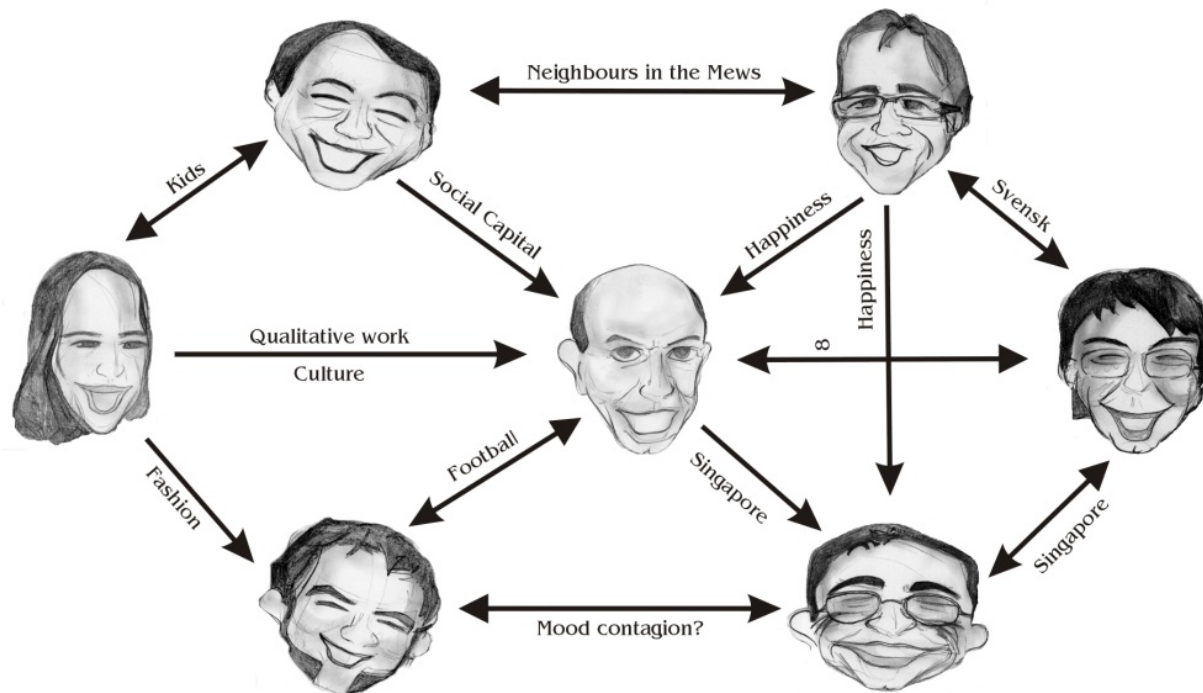 Neighbours in the Mews
Kids
Social Capital
Happiness
Svensk
Happiness
Qualitative work
Culture
8
Football
Fashion
Singapore
Singapore
Mood contagion?